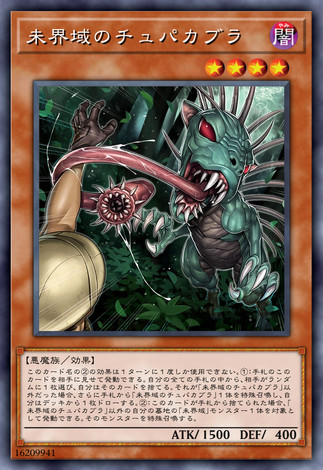 未界域のチュパカブラ
闇
やみ
【悪魔族／効果】
このカード名の②の効果は１ターンに１度しか使用できない。①：手札のこの
カードを相手に見せて発動できる。自分の全ての手札の中から、相手がランダ
ムに１枚選び、自分はそのカードを捨てる。それが「未界域のチュパカブラ」以
外だった場合、さらに手札から「未界域のチュパカブラ」１体を特殊召喚し、自
分はデッキから１枚ドローする。②：このカードが手札から捨てられた場合、「
未界域のチュパカブラ」以外の自分の墓地の「未界域」モンスター１体を対象と
して発動できる。そのモンスターを特殊召喚する。
ATK/ 1500 DEF/ 400
16209941